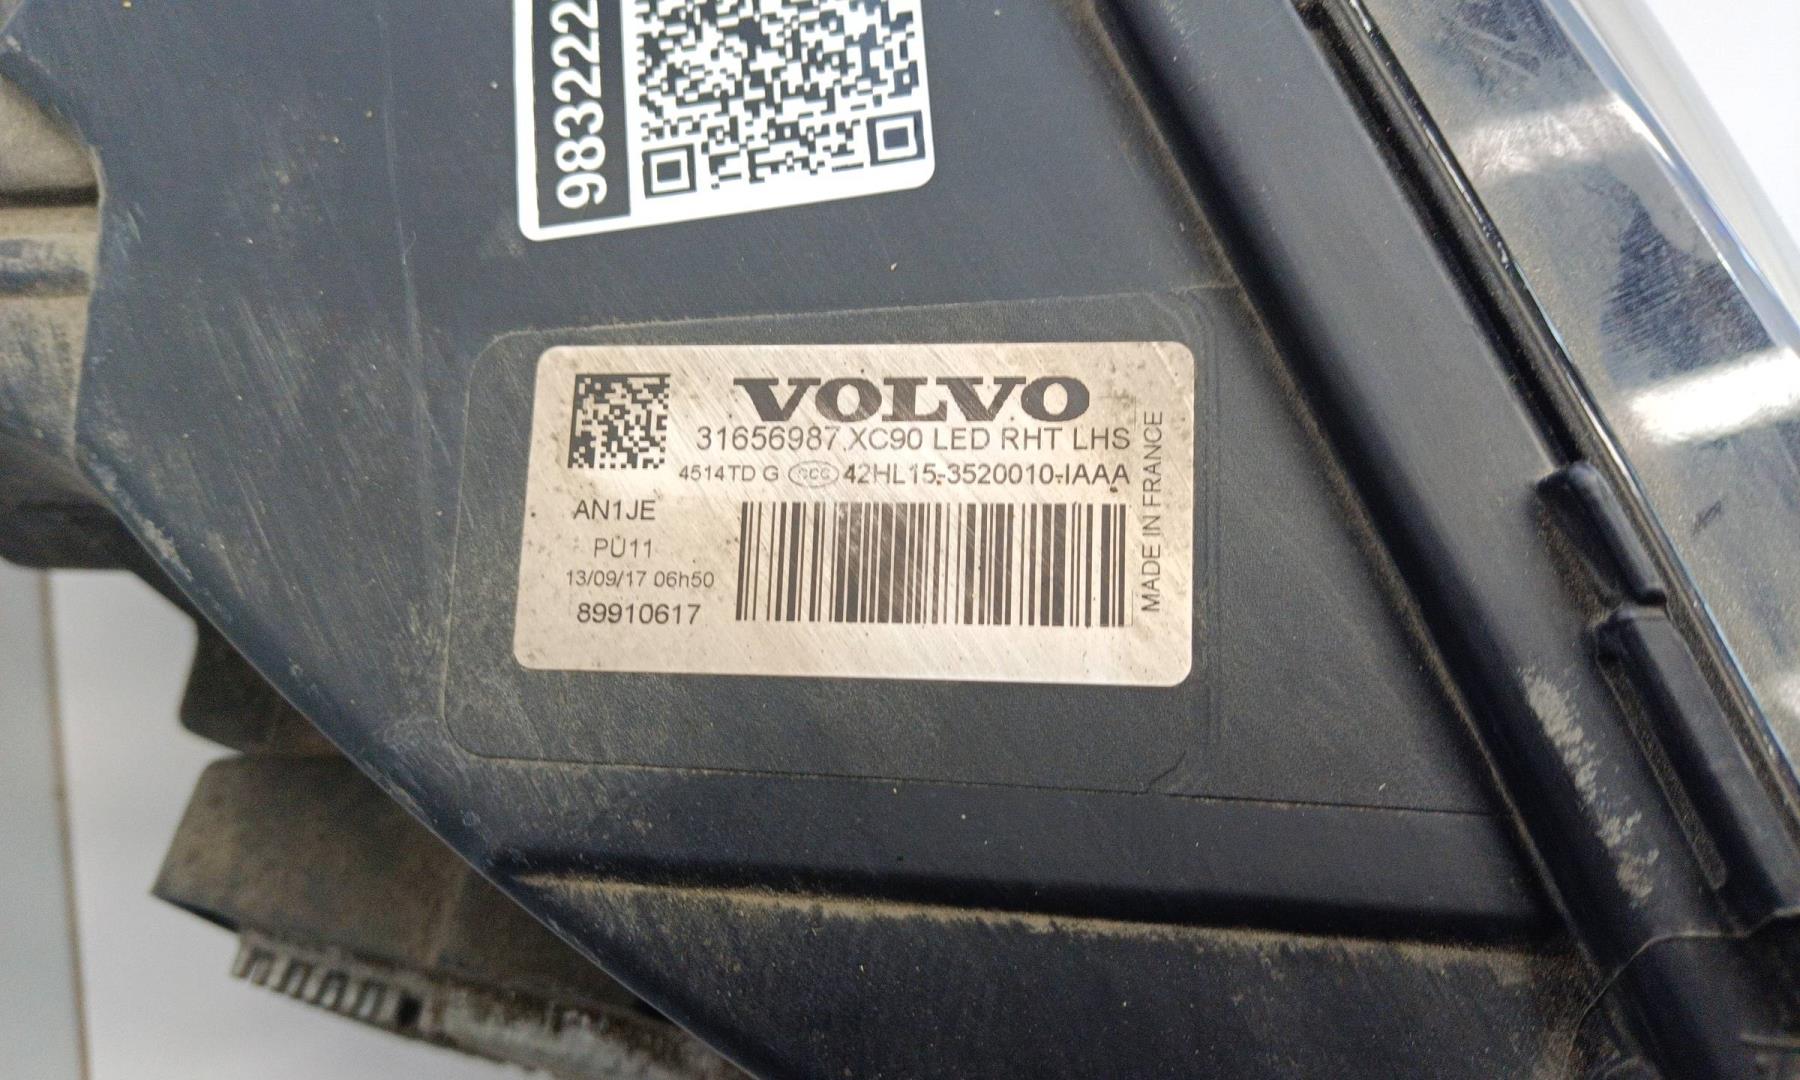 983222
VOLVO
31656987 XC90 LED RHT LHS
4514TD G CCC 42HL15-3520010-IAAA
AN1JE
PU11
13/09/17 06h50
89910617
MADE IN FRANCE